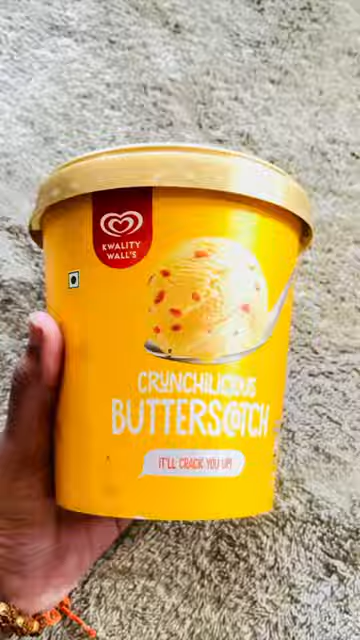 KWALITY
WALL'S
CRUNCHILICIOUS
BUTTERSCOTCH
IT'LL CRACK YOU UP!